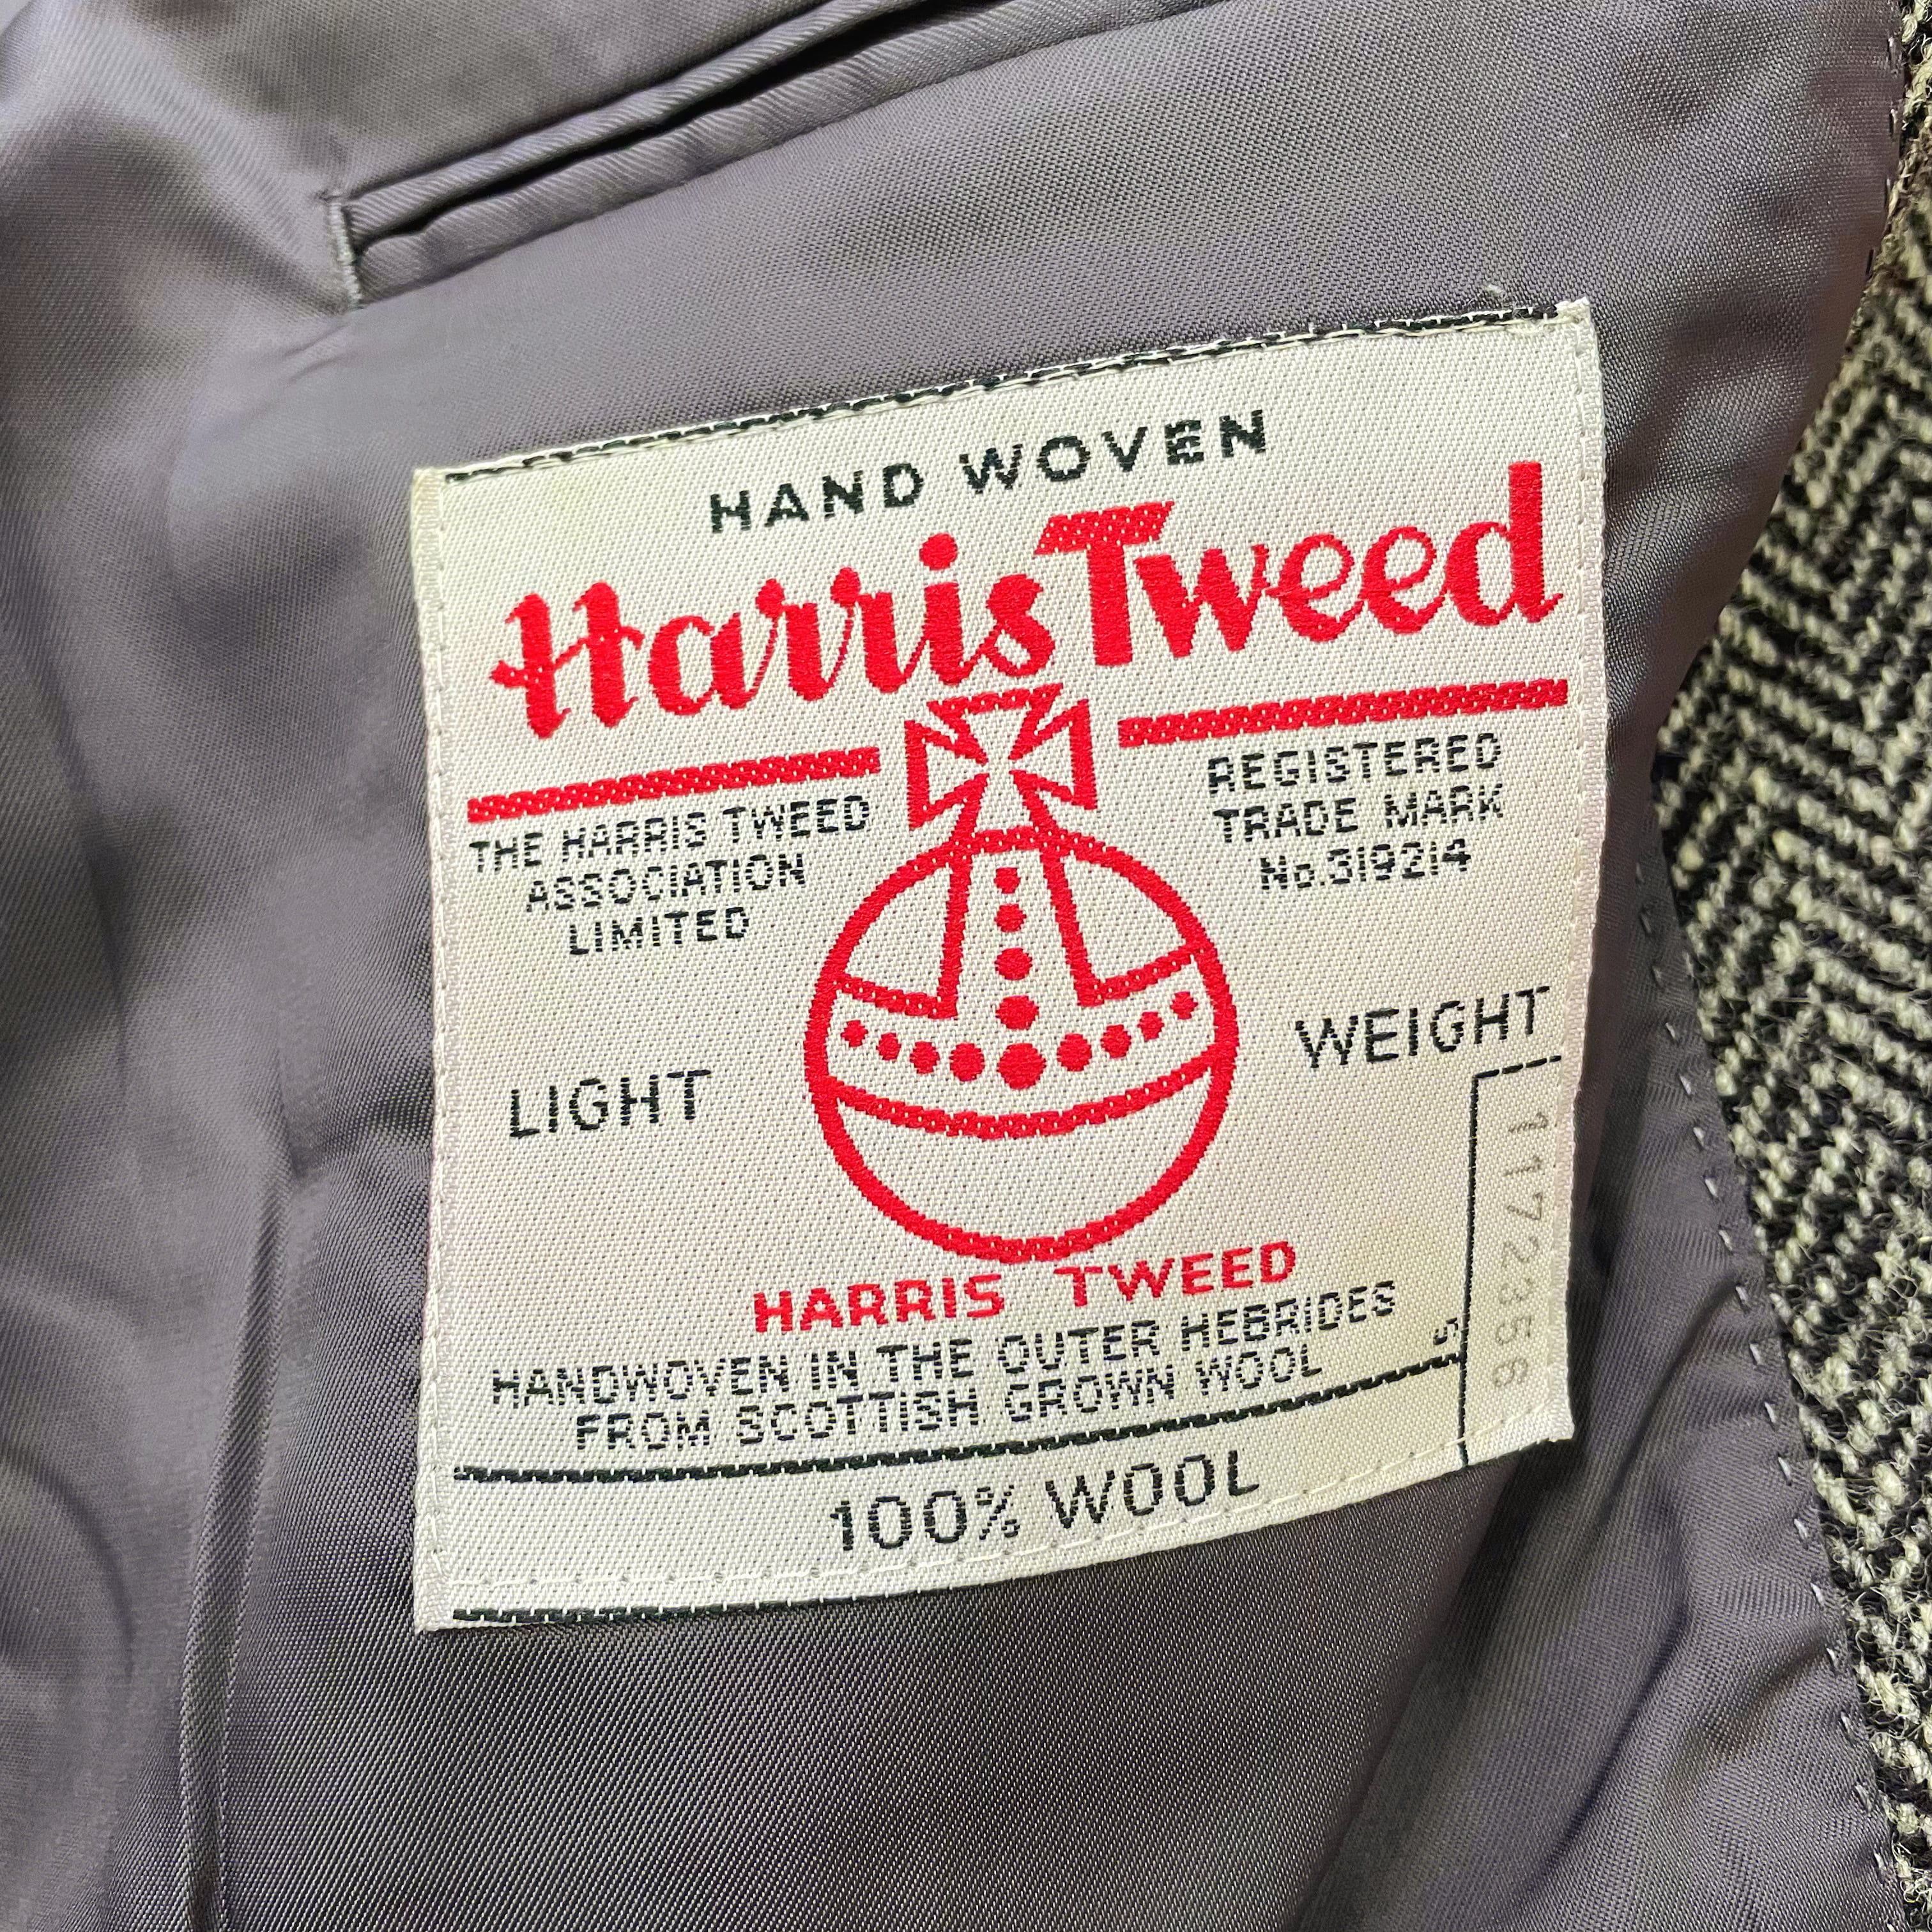 HAND WOVEN
Harris Tweed
THE HARRIS TWEED
ASSOCIATION
LIMITED
REGISTERED
TRADE MARK
No.319214
LIGHT WEIGHT
HARRIS TWEED
HANDWOVEN IN THE OUTER HEBRIDES
FROM SCOTTISH GROWN WOOL
5
100% WOOL
1172356